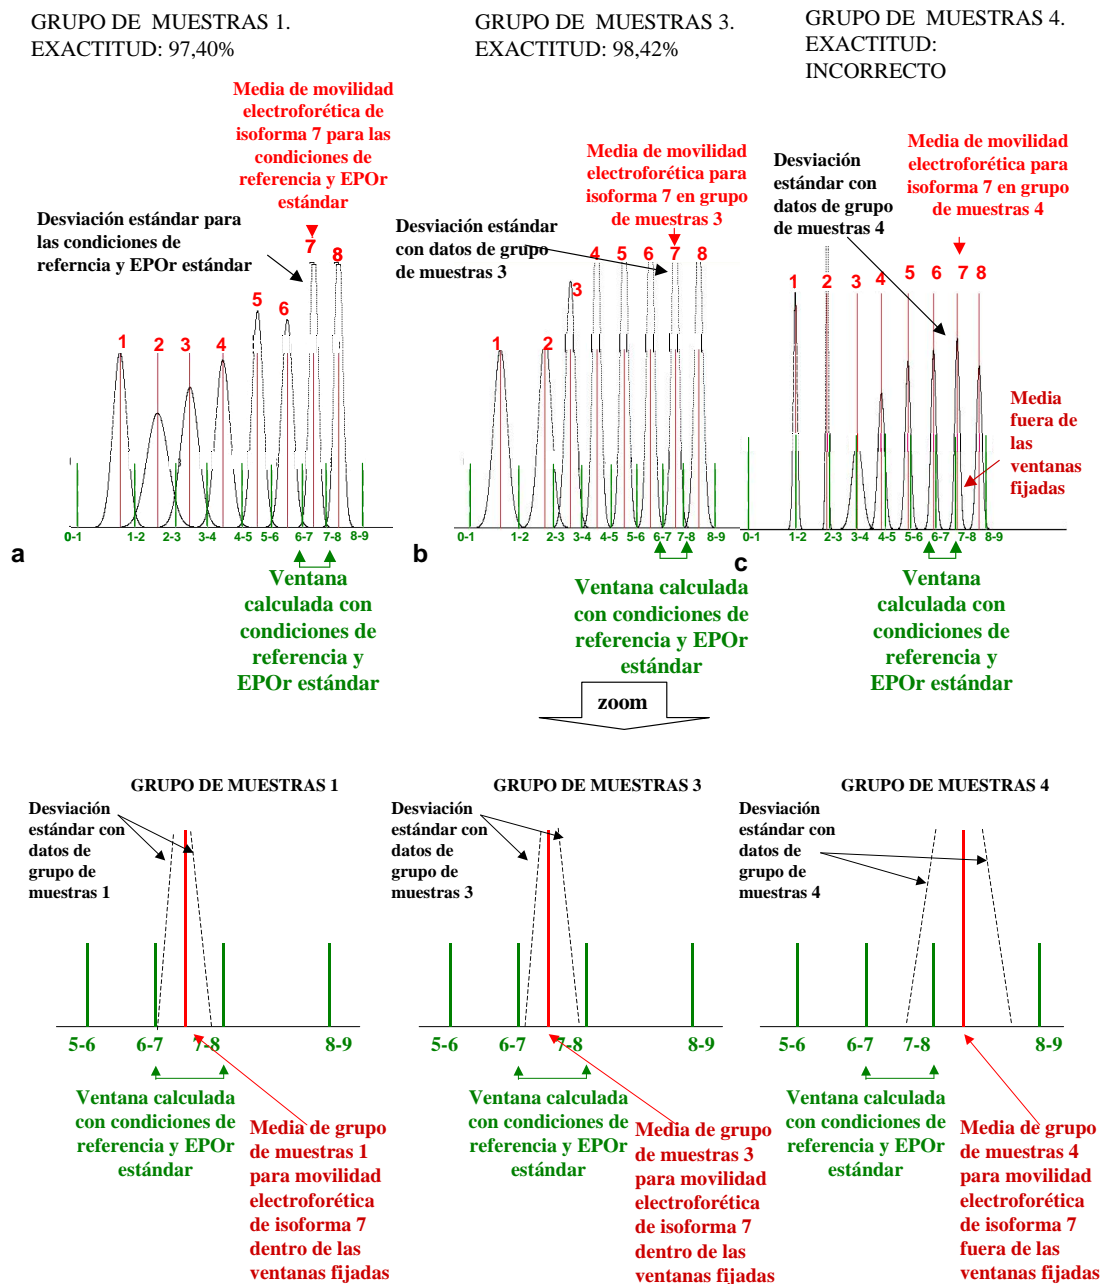 GRUPO DE MUESTRAS 1.
EXACTITUD: 97,40%
GRUPO DE MUESTRAS 3.
EXACTITUD: 98,42%
GRUPO DE MUESTRAS 4.
EXACTITUD:
INCORRECTO
Media de movilidad
electroforética de
isoforma 7 para las
condiciones de
referencia y EPOr
estándar
Desviación estándar para
las condiciones de
referncia y EPOr estándar
1
2
3
4
5
6
7
8
0-1
1-2
2-3
3-4
4-5
5-6
6-7
7-8
8-9
a
Ventana
calculada con
condiciones de
referencia y
EPOr estándar
Media de movilidad
electroforética para
isoforma 7 en grupo
de muestras 3
Desviación estándar
con datos de grupo
de muestras 3
1
2
3
4
5
6
7
8
0-1
1-2
2-3
3-4
4-5
5-6
6-7
7-8
8-9
b
Ventana calculada
con condiciones de
referencia y EPOr
estándar
Desviación
estándar con
datos de grupo
de muestras 4
Media de movilidad
electroforética para
isoforma 7 en grupo
de muestras 4
1
2
3
4
5
6
7
8
Media
fuera de
las
ventanas
fijadas
0-1
1-2
2-3
3-4
4-5
5-6
6-7
7-8
8-9
c
Ventana
calculada con
condiciones de
referencia y
EPOr estándar
zoom
GRUPO DE MUESTRAS 1
Desviación
estándar con
datos de
grupo de
muestras 1
5-6
6-7
7-8
8-9
Ventana calculada
con condiciones de
referencia y EPOr
estándar
Media de grupo
de muestras 1
para movilidad
electroforética
de isoforma 7
dentro de las
ventanas fijadas
GRUPO DE MUESTRAS 3
Desviación
estándar con
datos de
grupo de
muestras 3
5-6
6-7
7-8
8-9
Ventana calculada
con condiciones de
referencia y EPOr
estándar
Media de grupo
de muestras 3
para movilidad
electroforética
de isoforma 7
dentro de las
ventanas fijadas
GRUPO DE MUESTRAS 4
Desviación
estándar con
datos de
grupo de
muestras 4
5-6
6-7
7-8
8-9
Ventana calculada
con condiciones de
referencia y EPOr
estándar
Media de grupo
de muestras 4
para movilidad
electroforética
de isoforma 7
fuera de las
ventanas fijadas